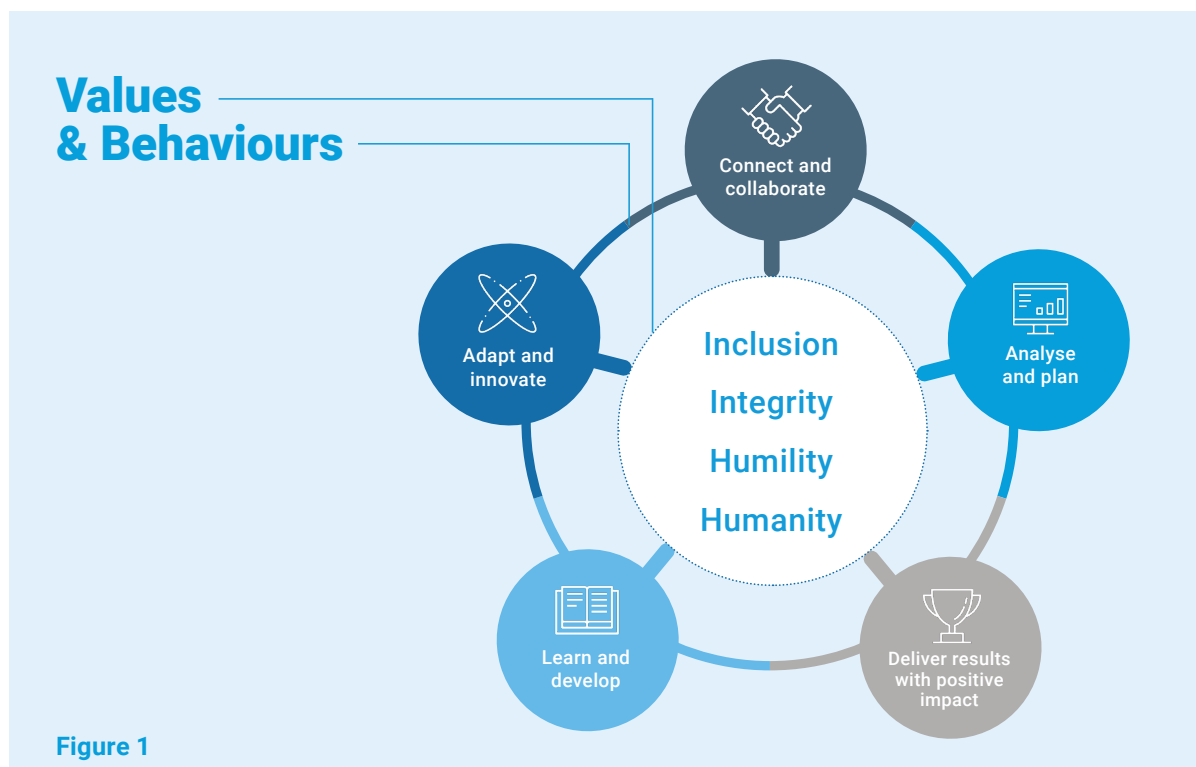 Values
& Behaviours
Connect and
collaborate
Analyse
and plan
Deliver results
with positive
impact
Learn and
develop
Adapt and
innovate
Inclusion
Integrity
Humility
Humanity
Figure 1